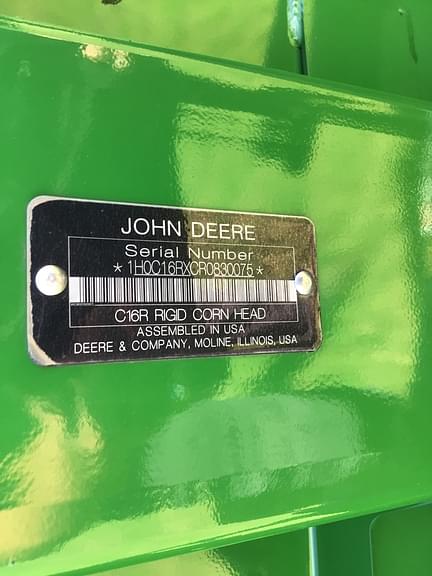 JOHN DEERE
Serial Number
*1H0C16RXCR0830075*
C16R RIGID CORN HEAD
ASSEMBLED IN USA
DEERE & COMPANY, MOLINE, ILLINOIS, USA